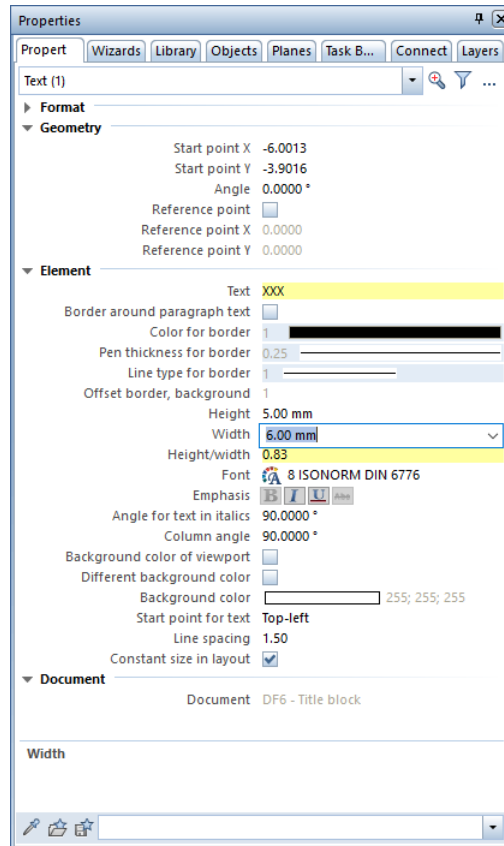 Properties
Propert Wizards Library Objects Planes Task B... Connect Layers
Text (1) ...
Format
Geometry
Start point X -6.0013
Start point Y -3.9016
Angle 0.0000 °
Reference point
Reference point X 0.0000
Reference point Y 0.0000
Element
Text XXX
Border around paragraph text
Color for border 1
Pen thickness for border 0.25
Line type for border 1
Offset border, background 1
Height 5.00 mm
Width 6.00 mm
Height/width 0.83
Font 8 ISONORM DIN 6776
Emphasis B I U Abc
Angle for text in italics 90.0000 °
Column angle 90.0000 °
Background color of viewport
Different background color
Background color 255; 255; 255
Start point for text Top-left
Line spacing 1.50
Constant size in layout
Document
Document DF6 - Title block
Width